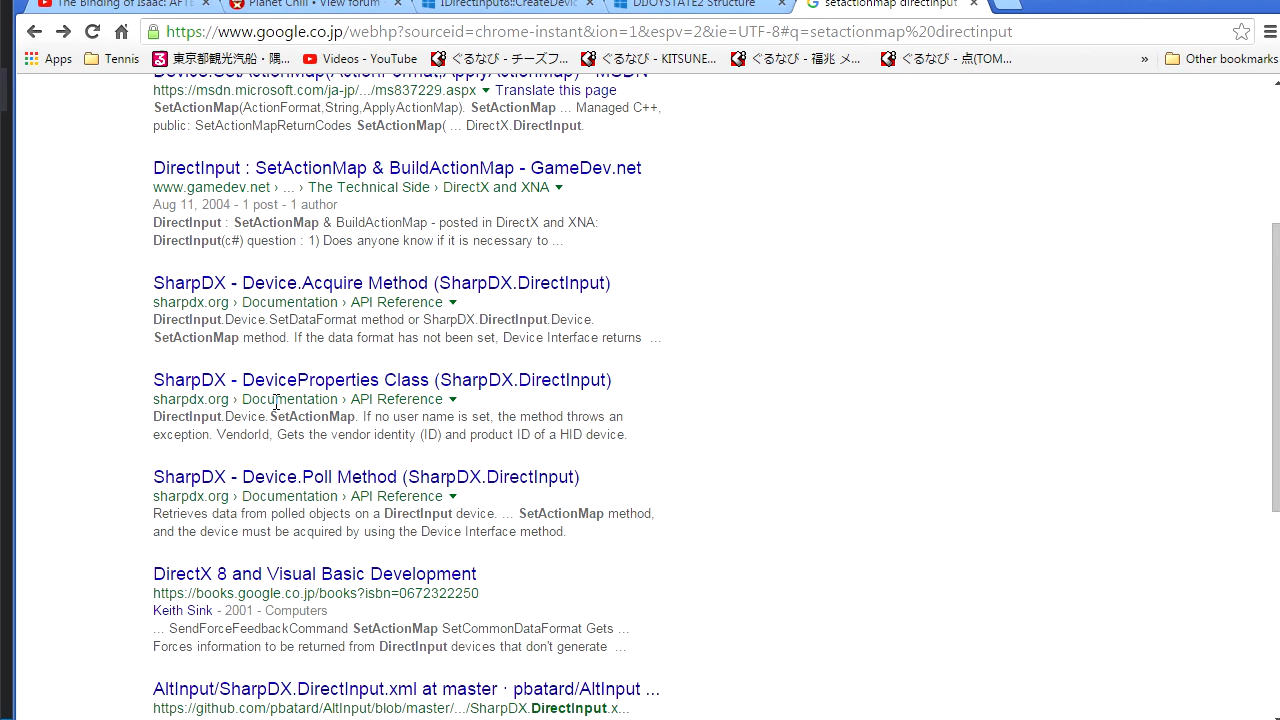 The Binding of Isaac: AFTE
Planet Chill / View forum -
IDirectInput8::CreateDevic
DIJOYSTATE2 Structure
setactionmap directinput
https://www.google.co.jp/webhp?sourceid=chrome-instant&ion=1&espv=2&ie=UTF-8#q=setactionmap%20directinput
Apps
Tennis
東京都観光汽船・隅...
Videos - YouTube
ぐるなび - チーズフ...
ぐるなび - KITSUNE...
ぐるなび - 福兆 メ...
ぐるなび - 点(TOM...
»
Other bookmarks
Device.SetActionMap(ActionFormat,ApplyActionMap) - MSDN
https://msdn.microsoft.com/ja-jp/.../ms837229.aspx ▼ Translate this page
SetActionMap(ActionFormat,String,ApplyActionMap). SetActionMap ... Managed C++,
public: SetActionMapReturnCodes SetActionMap( ... DirectX.DirectInput.
DirectInput : SetActionMap & BuildActionMap - GameDev.net
www.gamedev.net › ... › The Technical Side › DirectX and XNA ▼
Aug 11, 2004 - 1 post - 1 author
DirectInput : SetActionMap & BuildActionMap - posted in DirectX and XNA:
DirectInput(c#) question : 1) Does anyone know if it is necessary to ...
SharpDX - Device.Acquire Method (SharpDX.DirectInput)
sharpdx.org › Documentation › API Reference ▼
DirectInput.Device.SetDataFormat method or SharpDX.DirectInput.Device.
SetActionMap method. If the data format has not been set, Device Interface returns ...
SharpDX - DeviceProperties Class (SharpDX.DirectInput)
sharpdx.org › Documentation › API Reference ▼
DirectInput.Device.SetActionMap. If no user name is set, the method throws an
exception. VendorId, Gets the vendor identity (ID) and product ID of a HID device.
SharpDX - Device.Poll Method (SharpDX.DirectInput)
sharpdx.org › Documentation › API Reference ▼
Retrieves data from polled objects on a DirectInput device. ... SetActionMap method,
and the device must be acquired by using the Device Interface method.
DirectX 8 and Visual Basic Development
https://books.google.co.jp/books?isbn=0672322250
Keith Sink - 2001 - Computers
... SendForceFeedbackCommand SetActionMap SetCommonDataFormat Gets ...
Forces information to be returned from DirectInput devices that don't generate ...
AltInput/SharpDX.DirectInput.xml at master · pbatard/AltInput ...
https://github.com/pbatard/AltInput/blob/master/.../SharpDX.DirectInput.x...